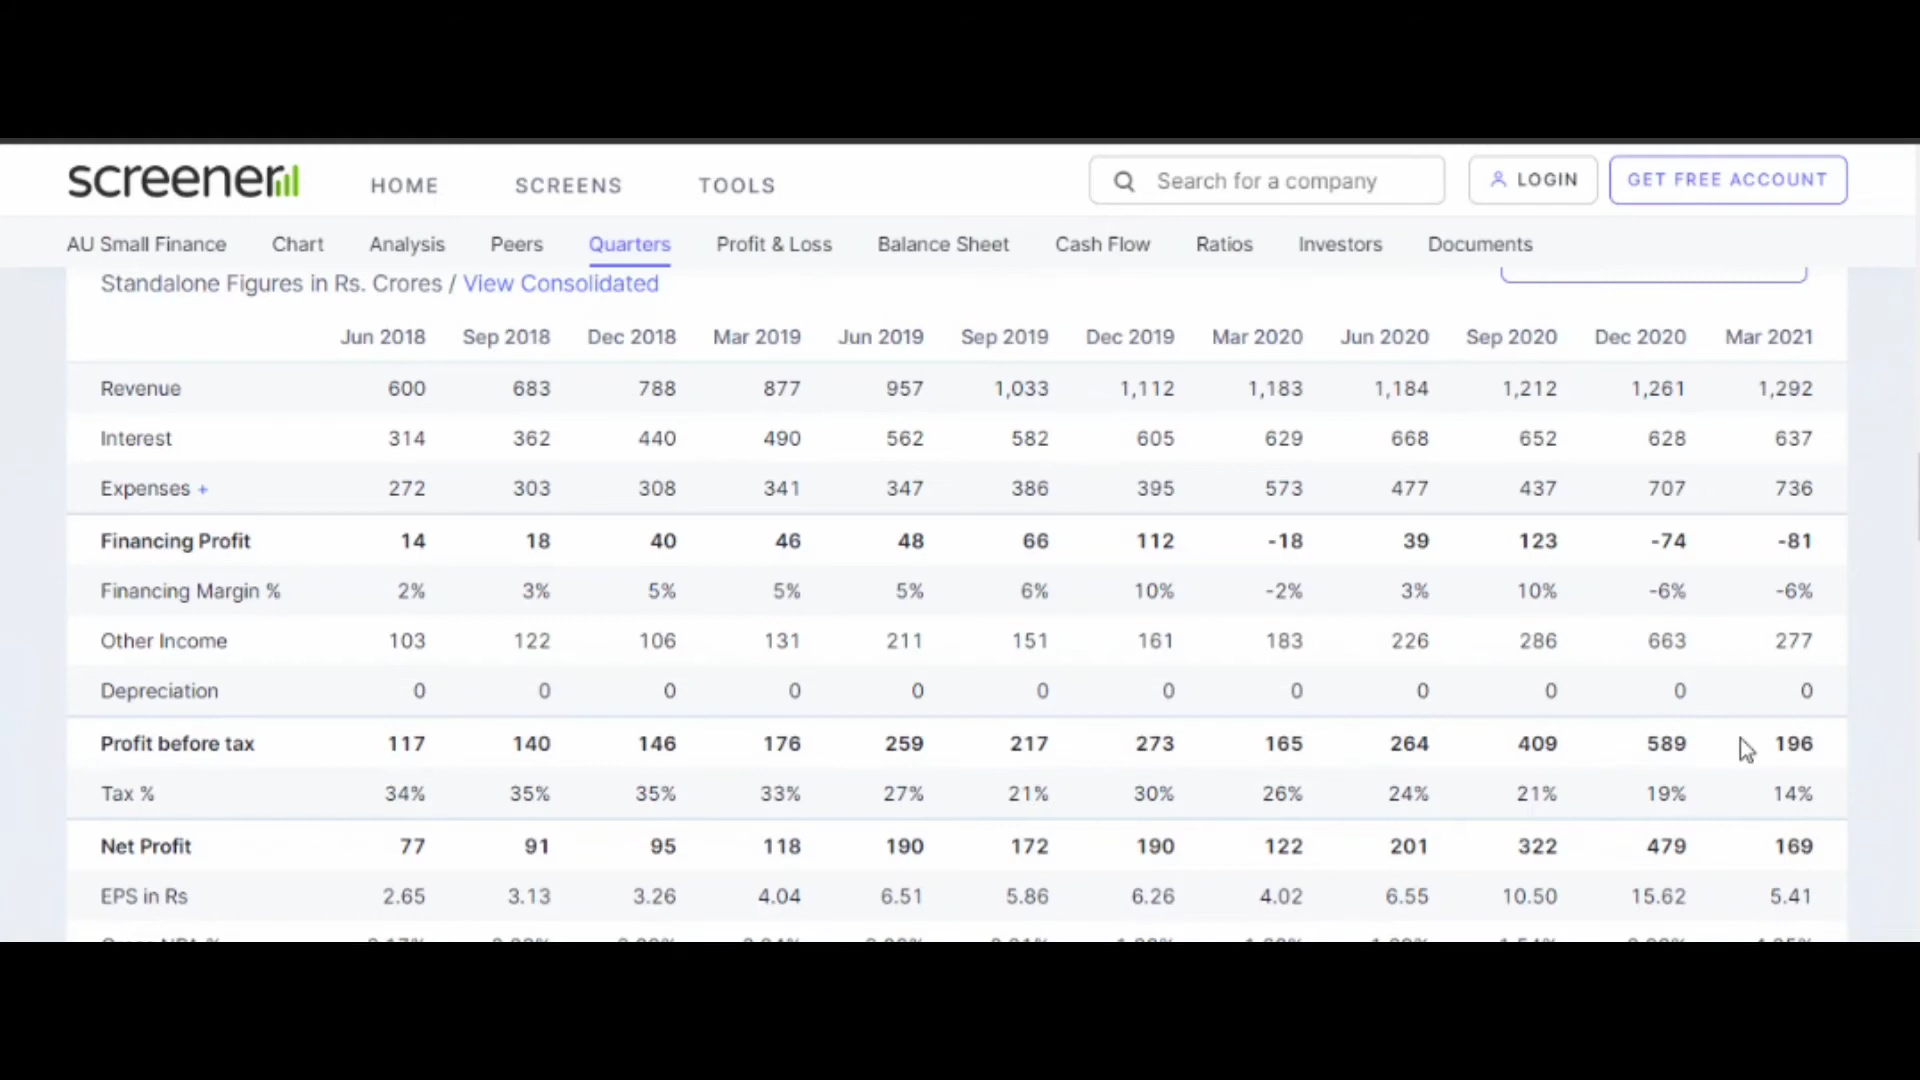 screener HOME SCREENS TOOLS Search for a company LOGIN GET FREE ACCOUNT
AU Small Finance Chart Analysis Peers Quarters Profit & Loss Balance Sheet Cash Flow Ratios Investors Documents
Standalone Figures in Rs. Crores / View Consolidated
Jun 2018 Sep 2018 Dec 2018 Mar 2019 Jun 2019 Sep 2019 Dec 2019 Mar 2020 Jun 2020 Sep 2020 Dec 2020 Mar 2021
Revenue 600 683 788 877 957 1,033 1,112 1,183 1,184 1,212 1,261 1,292
Interest 314 362 440 490 562 582 605 629 668 652 628 637
Expenses + 272 303 308 341 347 386 395 573 477 437 707 736
Financing Profit 14 18 40 46 48 66 112 -18 39 123 -74 -81
Financing Margin % 2% 3% 5% 5% 5% 6% 10% -2% 3% 10% -6% -6%
Other Income 103 122 106 131 211 151 161 183 226 286 663 277
Depreciation 0 0 0 0 0 0 0 0 0 0 0 0
Profit before tax 117 140 146 176 259 217 273 165 264 409 589 196
Tax % 34% 35% 35% 33% 27% 21% 30% 26% 24% 21% 19% 14%
Net Profit 77 91 95 118 190 172 190 122 201 322 479 169
EPS in Rs 2.65 3.13 3.26 4.04 6.51 5.86 6.26 4.02 6.55 10.50 15.62 5.41